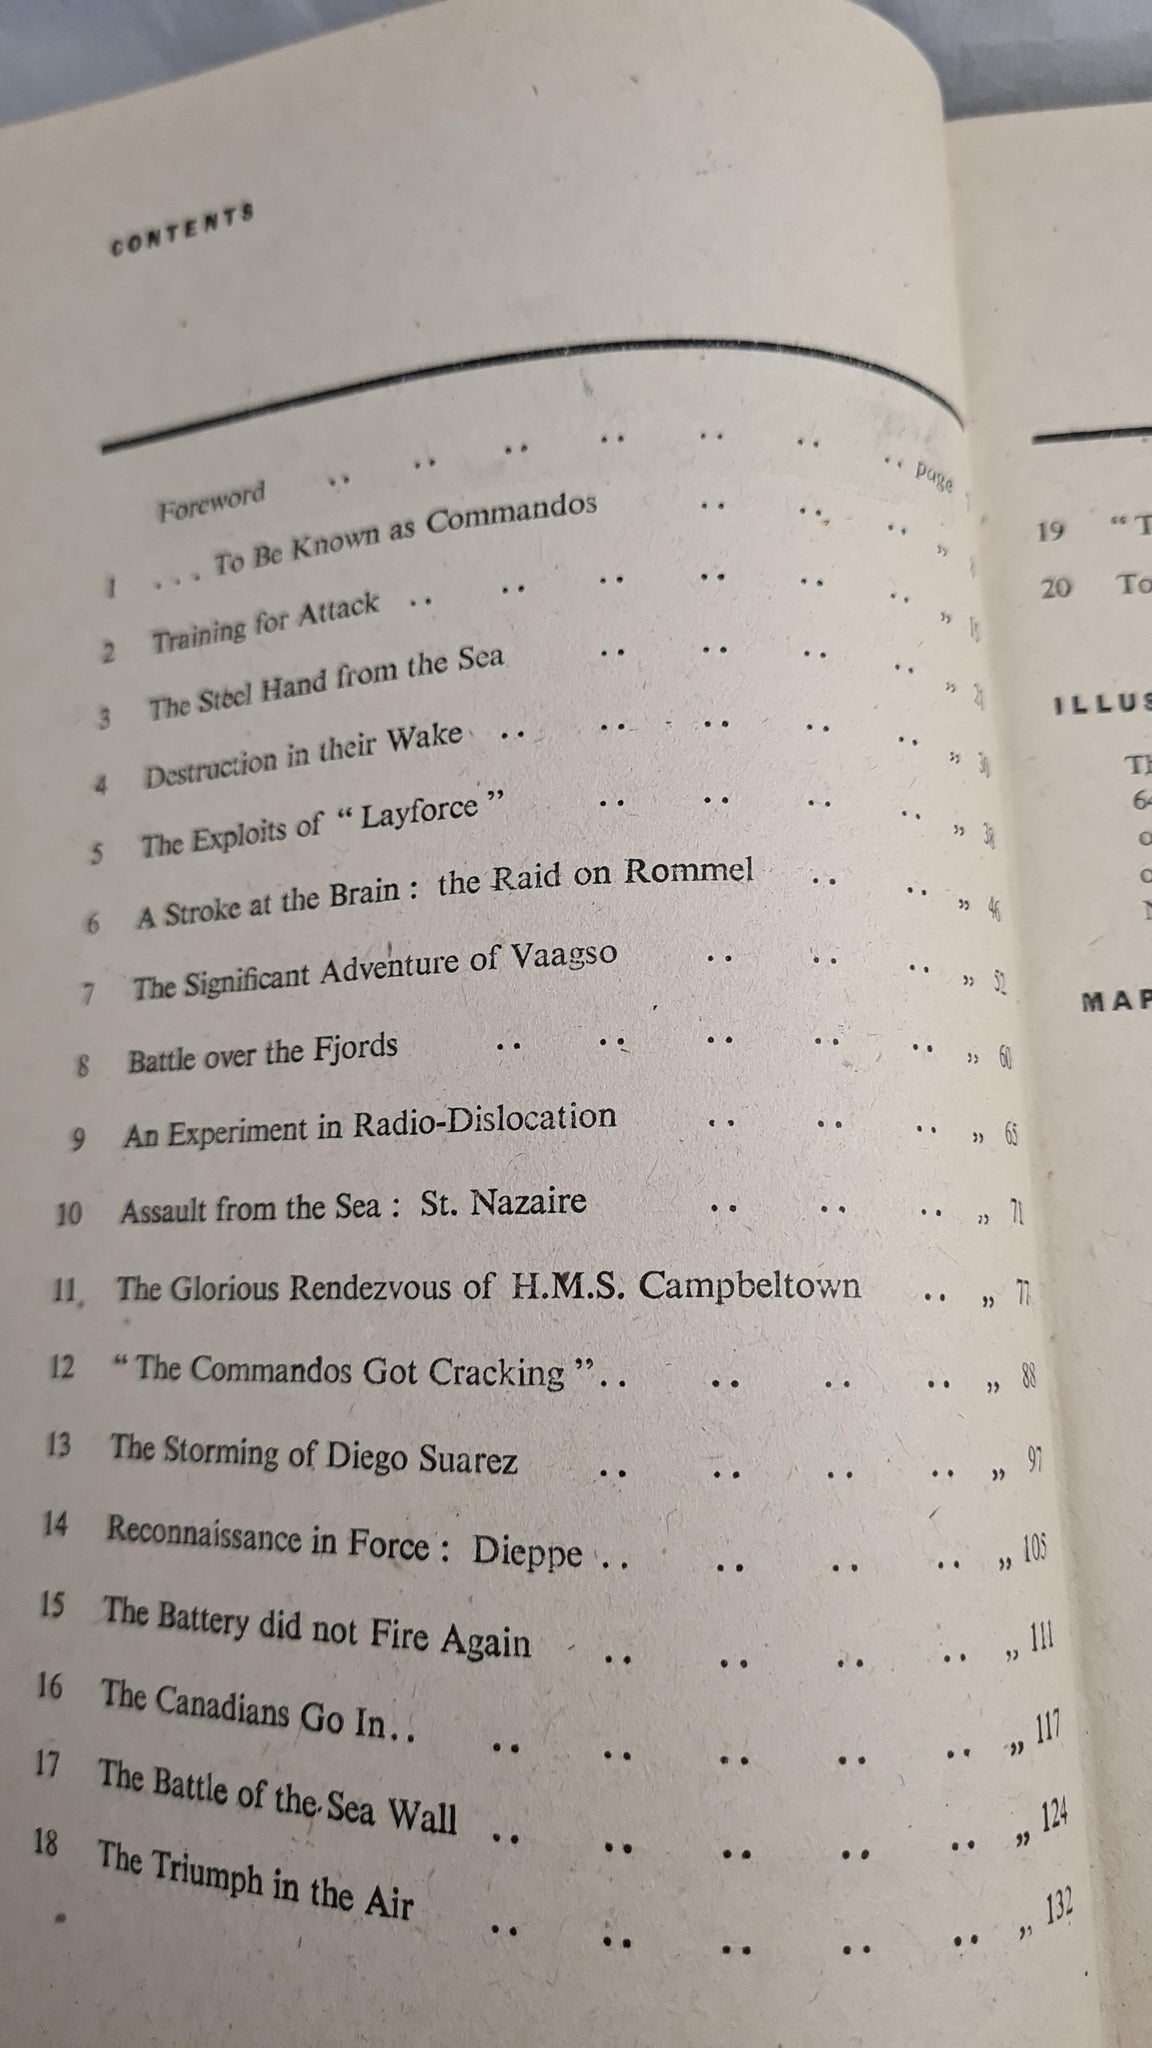 CONTENTS
Foreword .. .. .. .. .. .. .. page
1 ... To Be Known as Commandos .. .. .. „
2 Training for Attack .. .. .. .. .. .. „
3 The Steel Hand from the Sea .. .. .. .. „
4 Destruction in their Wake .. .. .. .. .. „ 30
5 The Exploits of “ Layforce ” .. .. .. .. „ 38
6 A Stroke at the Brain : the Raid on Rommel .. .. „ 46
7 The Significant Adventure of Vaagso .. .. .. „ 52
8 Battle over the Fjords .. .. .. .. .. „ 60
9 An Experiment in Radio-Dislocation .. .. .. „ 65
10 Assault from the Sea : St. Nazaire .. .. .. „ 71
11 The Glorious Rendezvous of H.M.S. Campbeltown .. „ 77
12 “ The Commandos Got Cracking ” .. .. .. .. „ 88
13 The Storming of Diego Suarez .. .. .. .. „ 97
14 Reconnaissance in Force : Dieppe .. .. .. .. „ 105
15 The Battery did not Fire Again .. .. .. .. „ 111
16 The Canadians Go In .. .. .. .. .. .. „ 117
17 The Battle of the Sea Wall .. .. .. .. .. „ 124
18 The Triumph in the Air .. .. .. .. .. „ 132
19
20